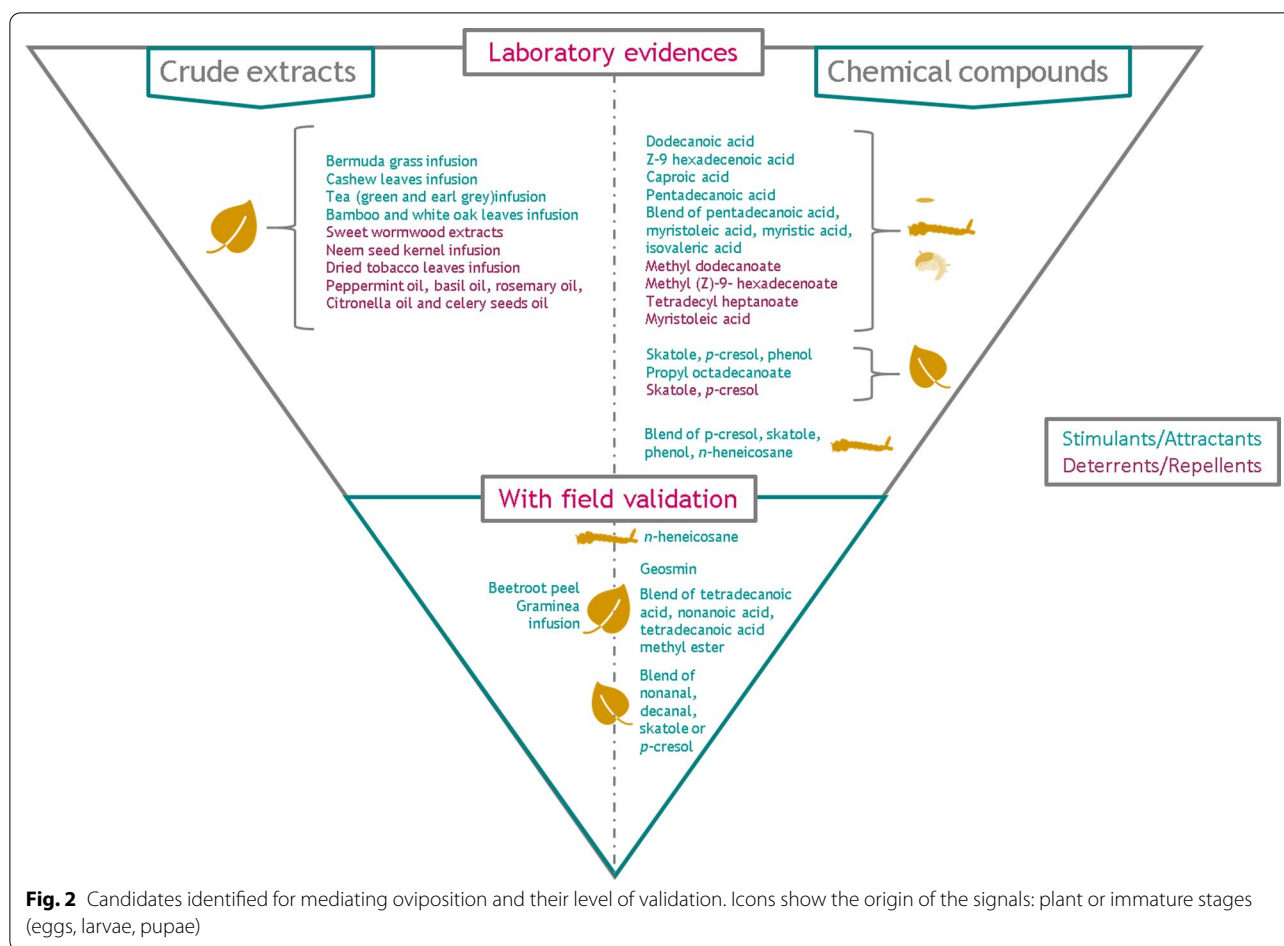 Laboratory evidences
Crude extracts
Chemical compounds
Bermuda grass infusion
Cashew leaves infusion
Tea (green and earl grey)infusion
Bamboo and white oak leaves infusion
Sweet wormwood extracts
Neem seed kernel infusion
Dried tobacco leaves infusion
Peppermint oil, basil oil, rosemary oil,
Citronella oil and celery seeds oil
Dodecanoic acid
Z-9 hexadecenoic acid
Caproic acid
Pentadecanoic acid
Blend of pentadecanoic acid,
myristoleic acid, myristic acid,
isovaleric acid
Methyl dodecanoate
Methyl (Z)-9- hexadecenoate
Tetradecyl heptanoate
Myristoleic acid
Skatole, p-cresol, phenol
Propyl octadecanoate
Skatole, p-cresol
Blend of p-cresol, skatole,
phenol, n-heneicosane
Stimulants/Attractants
Deterrents/Repellent
With field validation
n-heneicosane
Beetroot peel
Graminea
infusion
Geosmin
Blend of tetradecanoic
acid, nonanoic acid,
tetradecanoic acid
methyl ester
Blend of
nonanal,
decanal,
skatole or
p-cresol
Fig. 2 Candidates identified for mediating oviposition and their level of validation. Icons show the origin of the signals: plant or immature stages
(eggs, larvae, pupae)